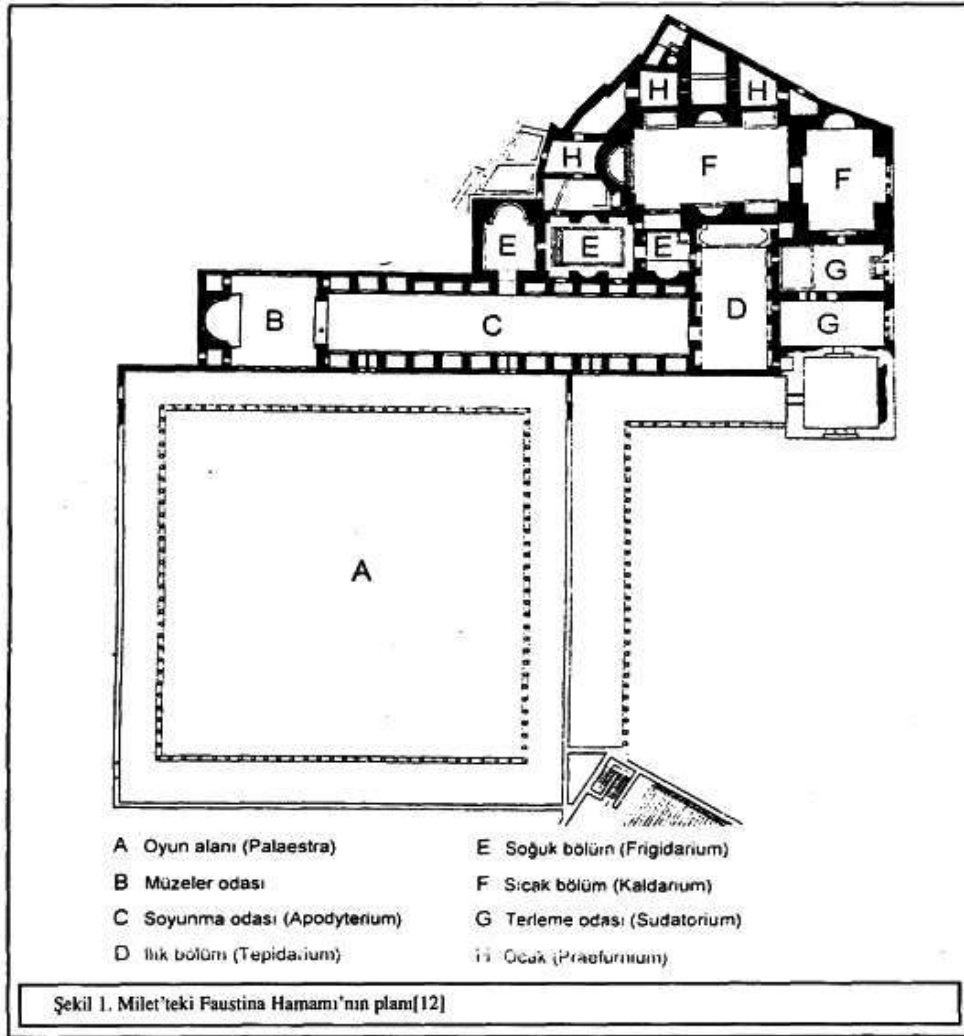 H
H
H
F
F
E
E
E
G
B
C
D
G
A
A Oyun alanı (Palaestra)
B Müzeler odası
C Soyunma odası (Apodyterium)
D Ilık bölüm (Tepidarium)
E Soğuk bölüm (Frigidarium)
F Sıcak bölüm (Kaldarium)
G Terleme odası (Sudatorium)
H Ocak (Praefurnium)
Şekil 1. Milet'teki Faustina Hamamı'nın planı[12]